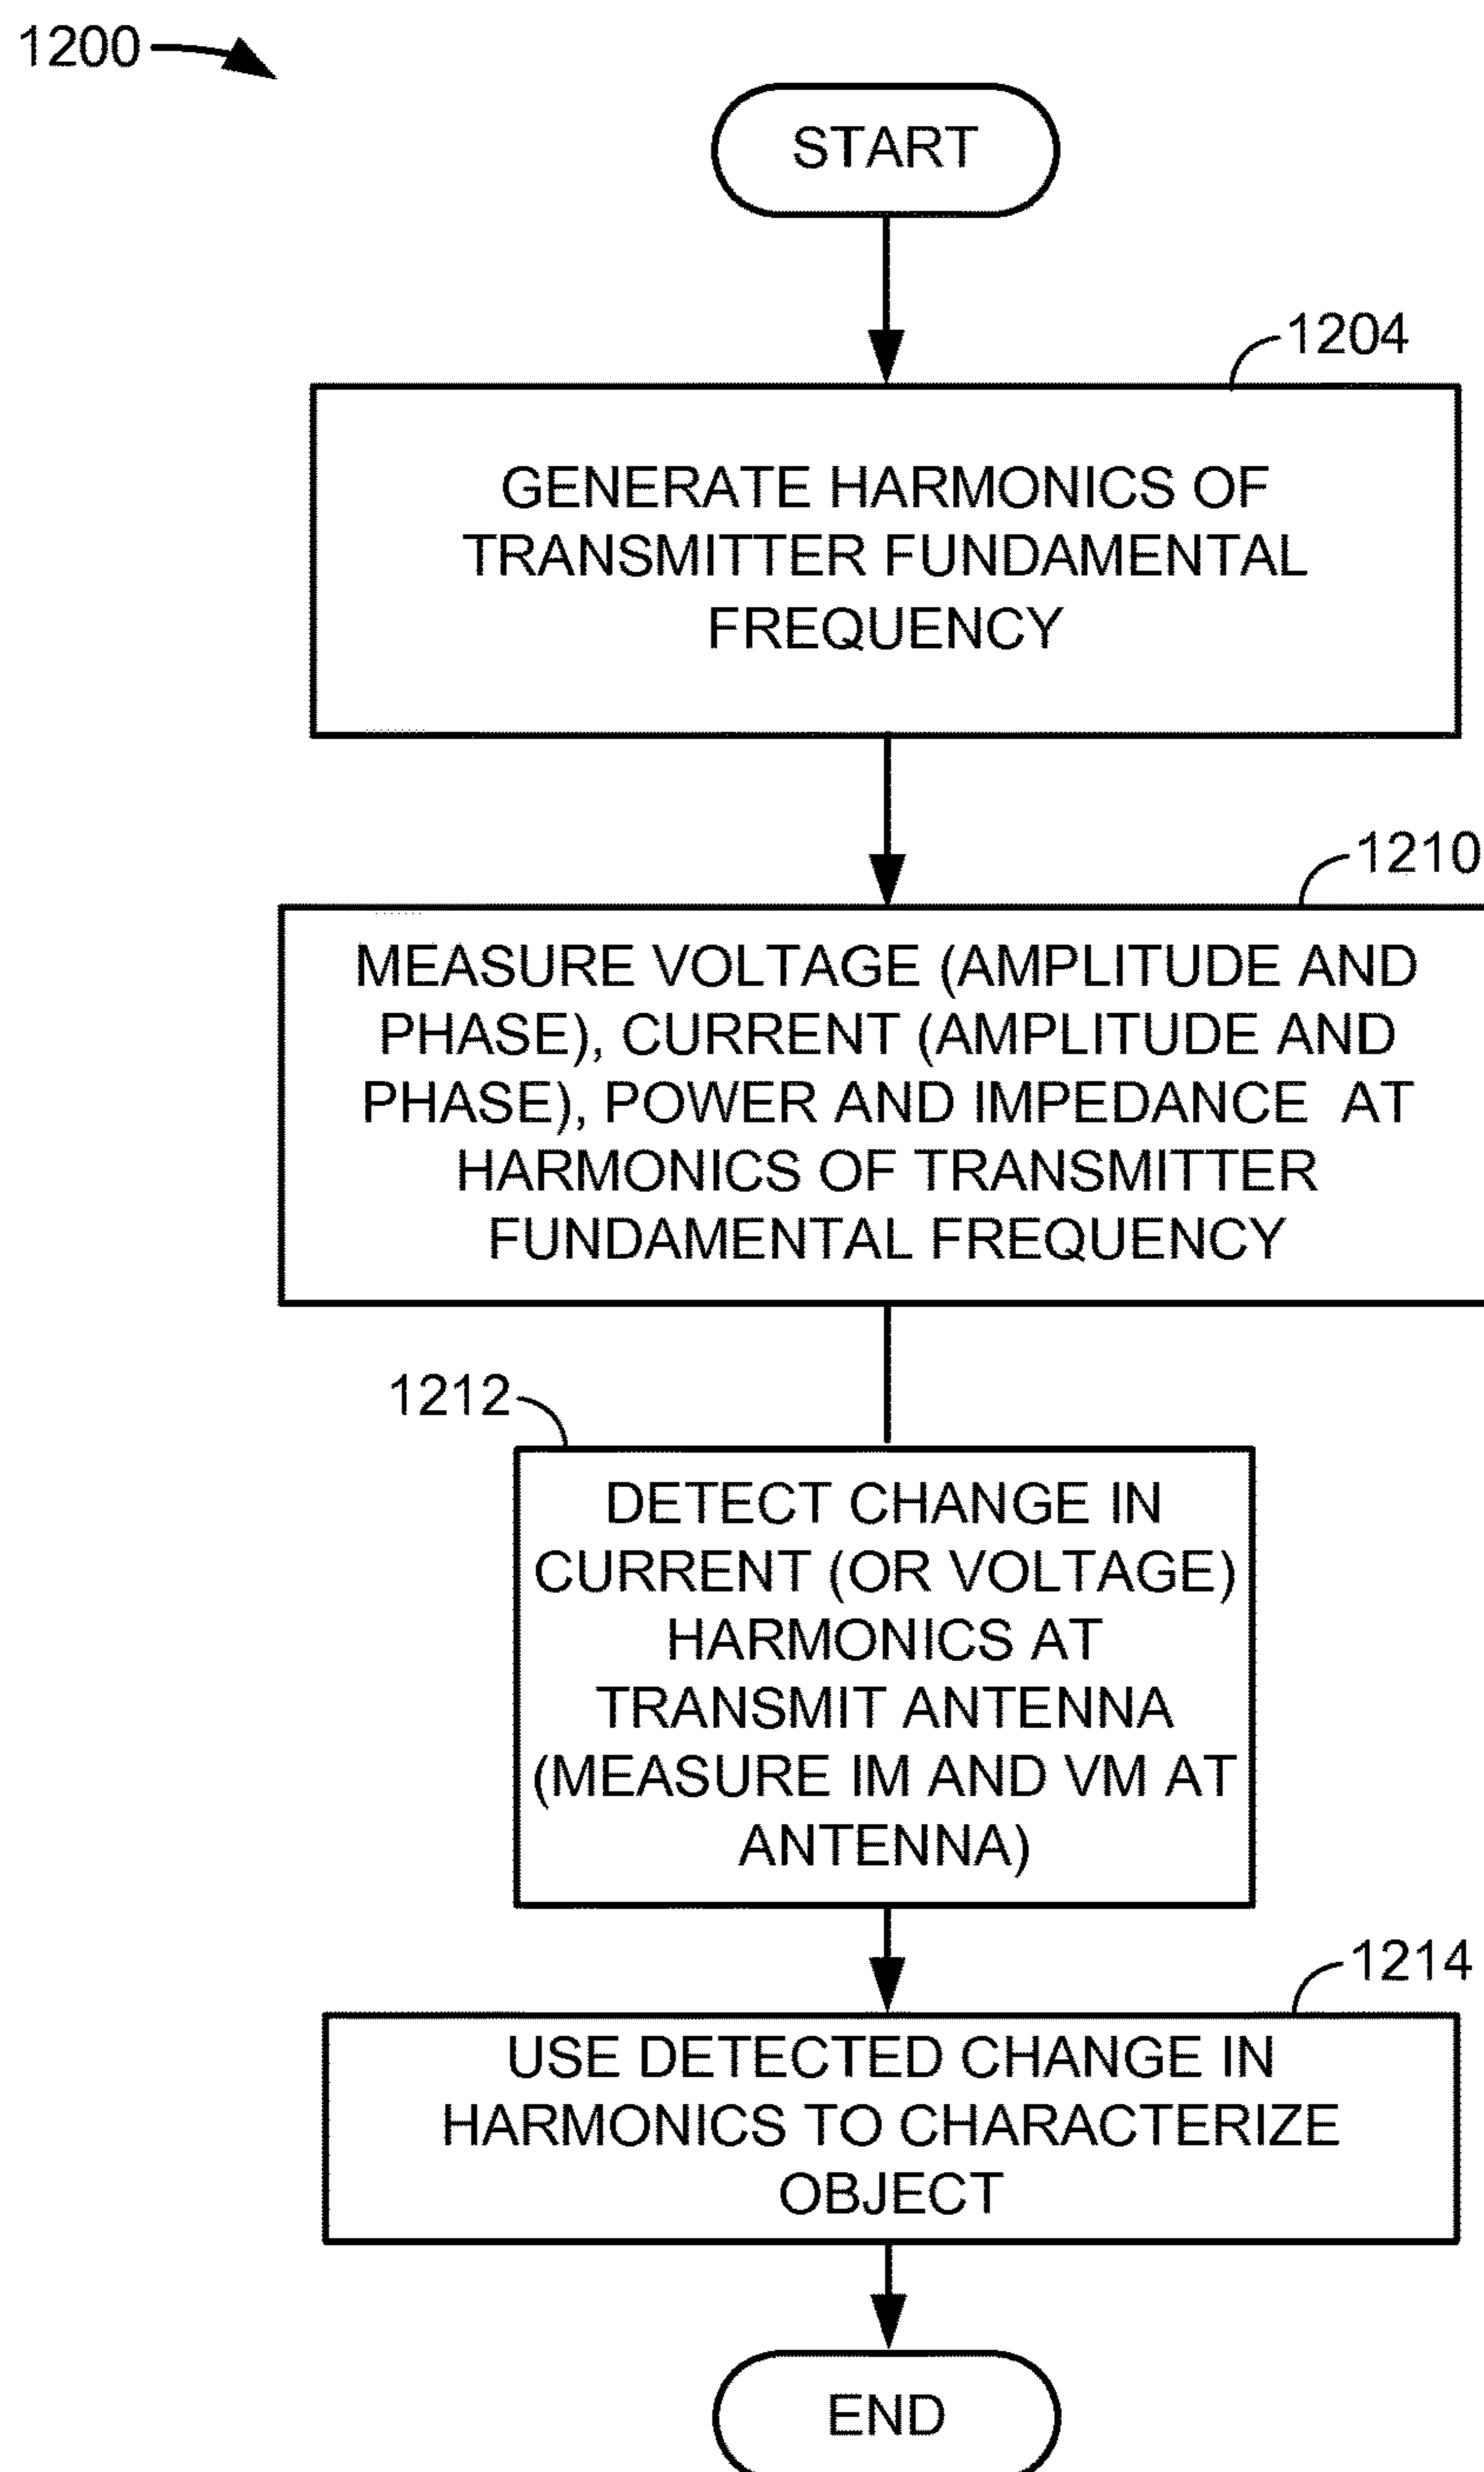 1200
START
1204
GENERATE HARMONICS OF
TRANSMITTER FUNDAMENTAL
FREQUENCY
1210
MEASURE VOLTAGE (AMPLITUDE AND
PHASE), CURRENT (AMPLITUDE AND
PHASE), POWER AND IMPEDANCE AT
HARMONICS OF TRANSMITTER
FUNDAMENTAL FREQUENCY
1212
DETECT CHANGE IN
CURRENT (OR VOLTAGE)
HARMONICS AT
TRANSMIT ANTENNA
(MEASURE IM AND VM AT
ANTENNA)
1214
USE DETECTED CHANGE IN
HARMONICS TO CHARACTERIZE
OBJECT
END